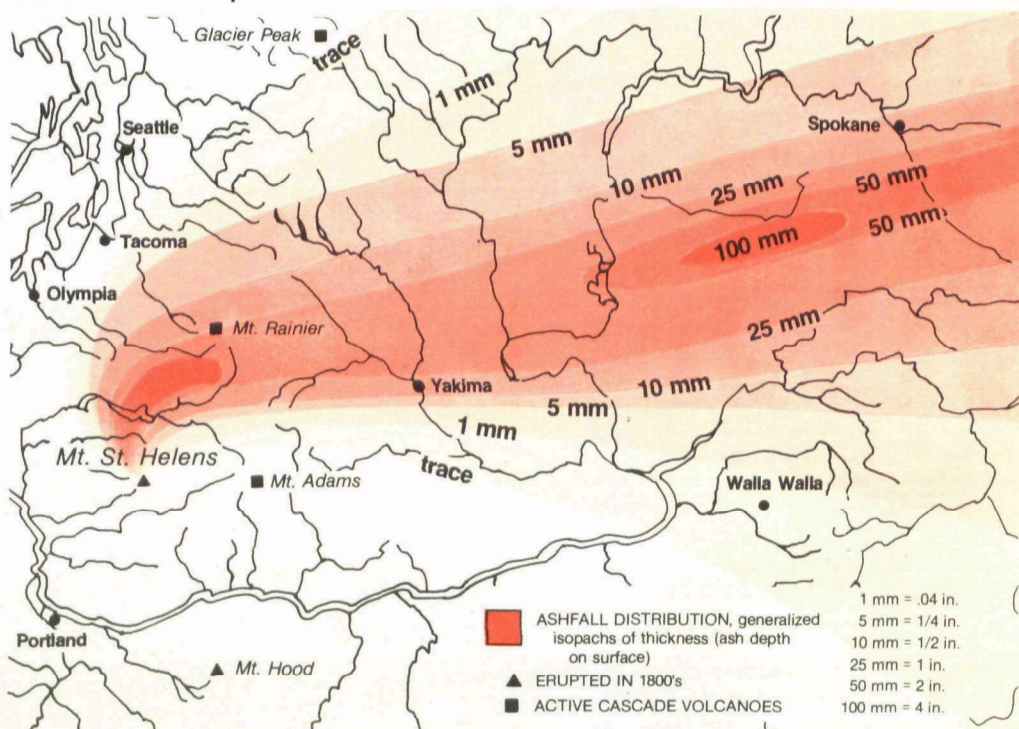 Glacier Peak
trace
1 mm
Seattle
5 mm
Spokane
10 mm
25 mm
50 mm
50 mm
100 mm
Tacoma
Olympia
Mt. Rainier
25 mm
Yakima
10 mm
5 mm
1 mm
trace
Mt. St. Helens
Mt. Adams
Walla Walla
Portland
Mt. Hood
ASHFALL DISTRIBUTION, generalized
isopachs of thickness (ash depth
on surface)
ERUPTED IN 1800's
ACTIVE CASCADE VOLCANOES
1 mm = .04 in.
5 mm = 1/4 in.
10 mm = 1/2 in.
25 mm = 1 in.
50 mm = 2 in.
100 mm = 4 in.